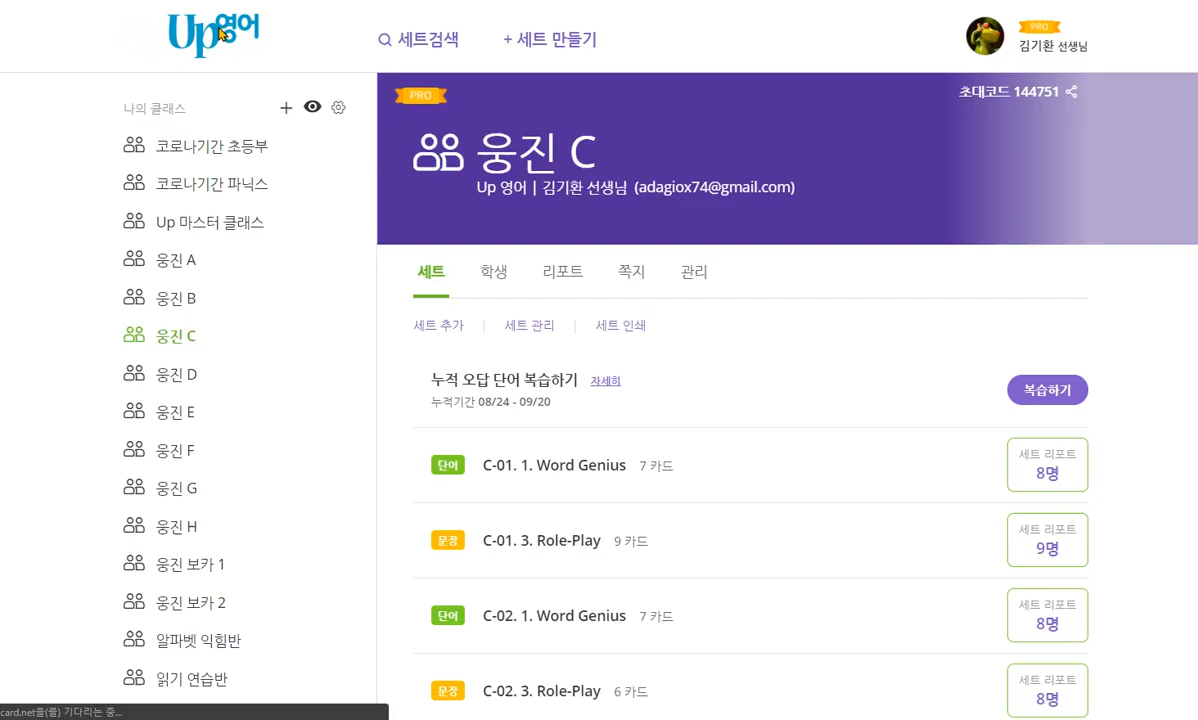 Up영어
세트검색
+ 세트 만들기
PRO
김기환 선생님
나의 클래스
코로나기간 초등부
코로나기간 파닉스
Up 마스터 클래스
웅진 A
웅진 B
웅진 C
웅진 D
웅진 E
웅진 F
웅진 G
웅진 H
웅진 보카 1
웅진 보카 2
알파벳 익힘반
읽기 연습반
PRO
초대코드 144751
웅진 C
Up 영어 | 김기환 선생님 (adagiox74@gmail.com)
세트 학생 리포트 쪽지 관리
세트 추가 | 세트 관리 | 세트 인쇄
누적 오답 단어 복습하기 자세히
누적기간 08/24 - 09/20
복습하기
단어 C-01. 1. Word Genius 7 카드
세트 리포트
8명
문장 C-01. 3. Role-Play 9 카드
세트 리포트
9명
단어 C-02. 1. Word Genius 7 카드
세트 리포트
8명
문장 C-02. 3. Role-Play 6 카드
세트 리포트
8명
card.net을(를) 기다리는 중...